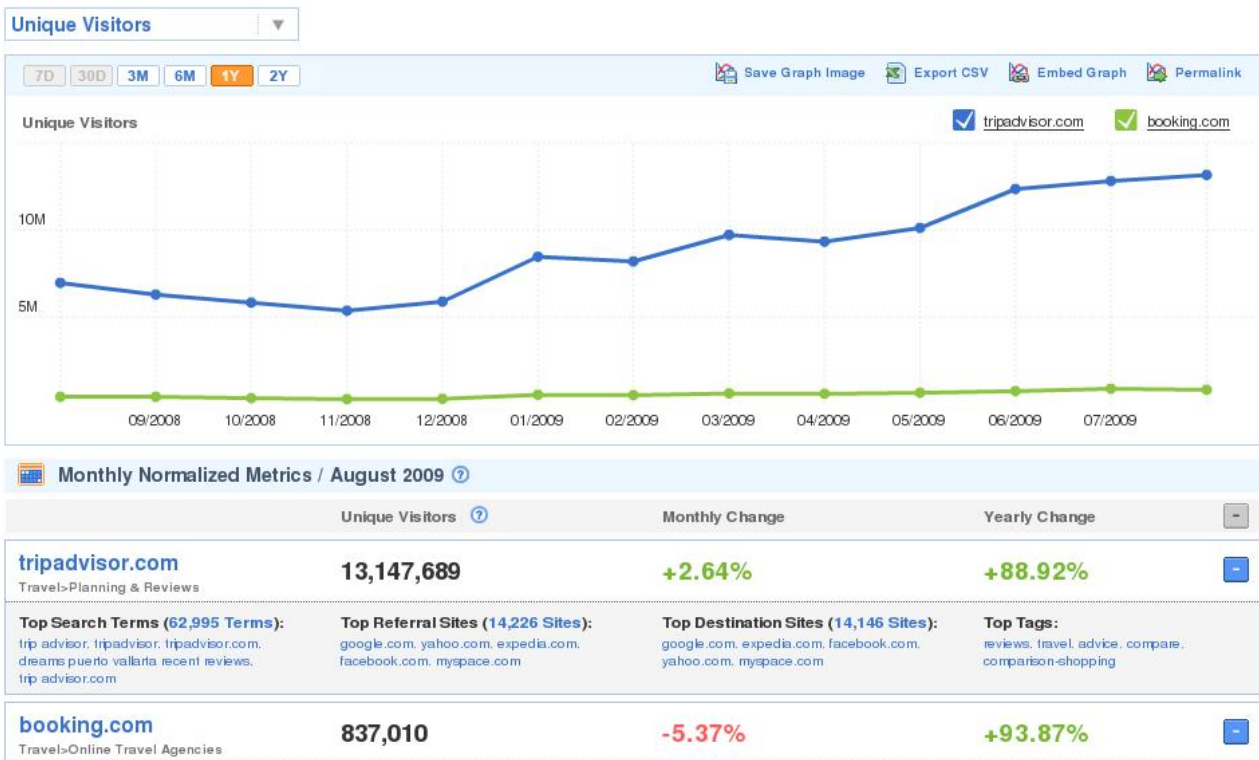 Unique Visitors
7D 30D 3M 6M 1Y 2Y
Save Graph Image Export CSV Embed Graph Permalink
Unique Visitors
tripadvisor.com booking.com
10M
5M
09/2008 10/2008 11/2008 12/2008 01/2009 02/2009 03/2009 04/2009 05/2009 06/2009 07/2009
Monthly Normalized Metrics / August 2009 ?
Unique Visitors ? Monthly Change Yearly Change -
tripadvisor.com 13,147,689 +2.64% +88.92% -
Travel>Planning & Reviews
Top Search Terms (62,995 Terms): Top Referral Sites (14,226 Sites): Top Destination Sites (14,146 Sites): Top Tags:
trip advisor, tripadvisor, tripadvisor.com, google.com, yahoo.com, expedia.com, google.com, expedia.com, facebook.com, reviews, travel, advice, compare,
dreams puerto vallarta recent reviews, facebook.com, myspace.com yahoo.com, myspace.com comparison-shopping
trip advisor.com
booking.com 837,010 -5.37% +93.87% -
Travel>Online Travel Agencies